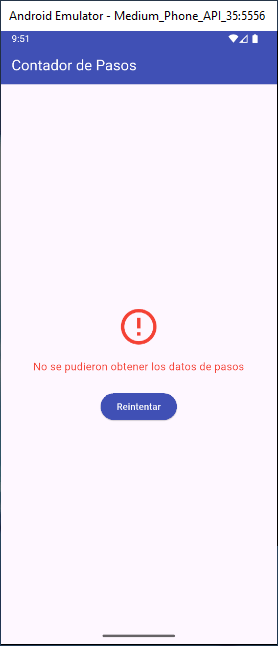 Android Emulator - Medium_Phone_API_35:5556
9:51
Contador de Pasos
No se pudieron obtener los datos de pasos
Reintentar